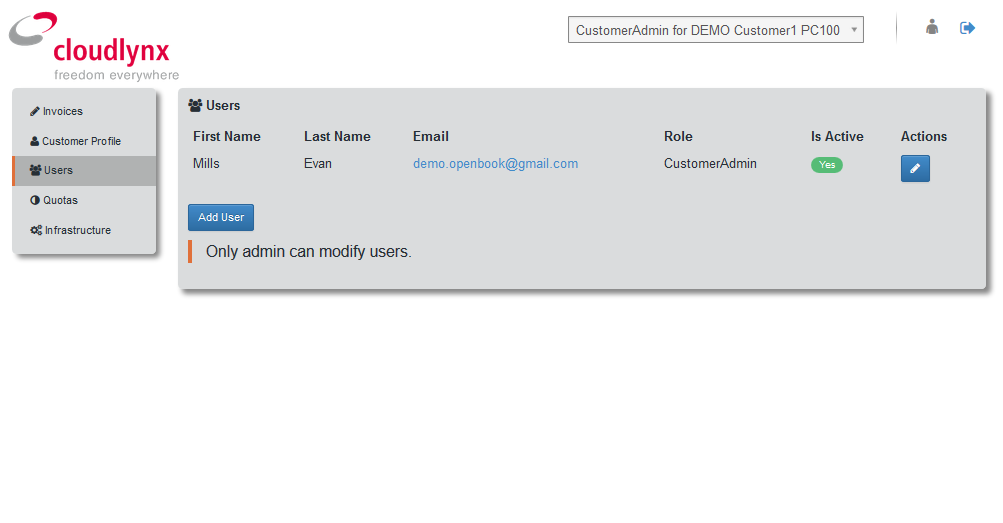 cloudlynx
freedom everywhere
CustomerAdmin for DEMO Customer1 PC100
Invoices
Customer Profile
Users
Quotas
Infrastructure
Users
First Name Last Name Email Role Is Active Actions
Mills Evan demo.openbook@gmail.com CustomerAdmin Yes
Add User
Only admin can modify users.